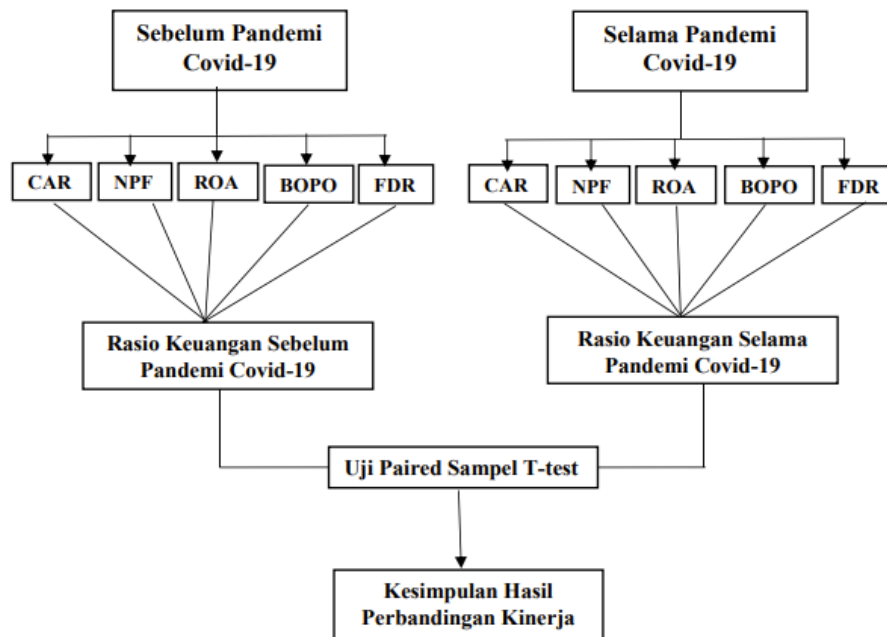 Sebelum Pandemi
Covid-19
Selama Pandemi
Covid-19
CAR
NPF
ROA
BOPO
FDR
CAR
NPF
ROA
BOPO
FDR
Rasio Keuangan Sebelum
Pandemi Covid-19
Rasio Keuangan Selama
Pandemi Covid-19
Uji Paired Sampel T-test
Kesimpulan Hasil
Perbandingan Kinerja